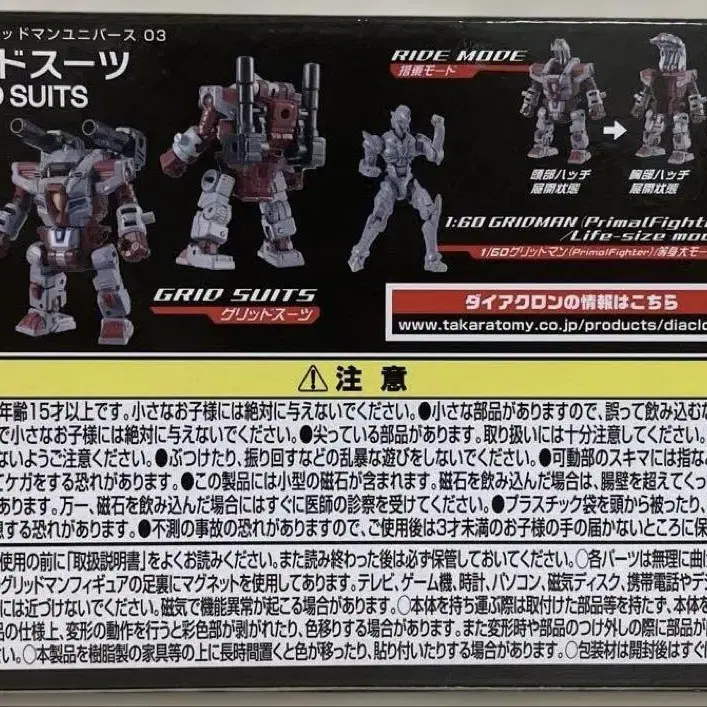 ッドマンユニバース 03
ドスーツ
SUITS
RIDE MODE
搭乗モード
頭部ハッチ
展開状態
胸部ハッチ
展開状態
1:60 GRIDMAN (PrimalFighter
/Life-size mod
1/60グリッドマン(PrimalFighter)/等身大モー
GRID SUITS
グリッドスーツ
ダイアクロンの情報はこちら
www.takaratomy.co.jp/products/diaclo
⚠注 意
年齢15才以上です。小さなお子様には絶対に与えないでください。●小さな部品がありますので、誤って飲み込む
で小さなお子様には絶対に与えないでください。●尖っている部品があります。取り扱いには十分注意してください。
ないようご注意ください。●ぶつけたり、振り回すなどの乱暴な遊びをしないでください。●可動部のスキマには指な
てケガをする恐れがあります。●この製品には小型の磁石が含まれます。磁石を飲み込んだ場合は、腸壁を超えてくっ
あります。万一、磁石を飲み込んだ場合にはすぐに医師の診察を受けてください。●プラスチック袋を頭から被ったり、
する恐れがあります。●不測の事故の恐れがありますので、ご使用後は3才未満のお子様の手の届かないところに保
使用の前に「取扱説明書」をよくお読みください。また読み終わった後は必ず保管しておいてください。○各パーツは無理に曲げ
グリッドマンフィギュアの足裏にマグネットを使用してあります。テレビ、ゲーム機、時計、パソコン、磁気ディスク、携帯電話やデジ
には近づけないでください。磁気で機能異常が起こる場合があります。○本体を持ち運ぶ際は取付けた部品等を持たず、本体を
品の仕様上、変形の動作を行うと彩色部が剥がれたり、色移りする場合があります。また変形時や部品のつけ外しの際に部品が
さい。○本製品を樹脂製の家具等の上に長時間置くと色が移ったり、貼り付いたりする場合があります。○包装材は開封後はすぐに